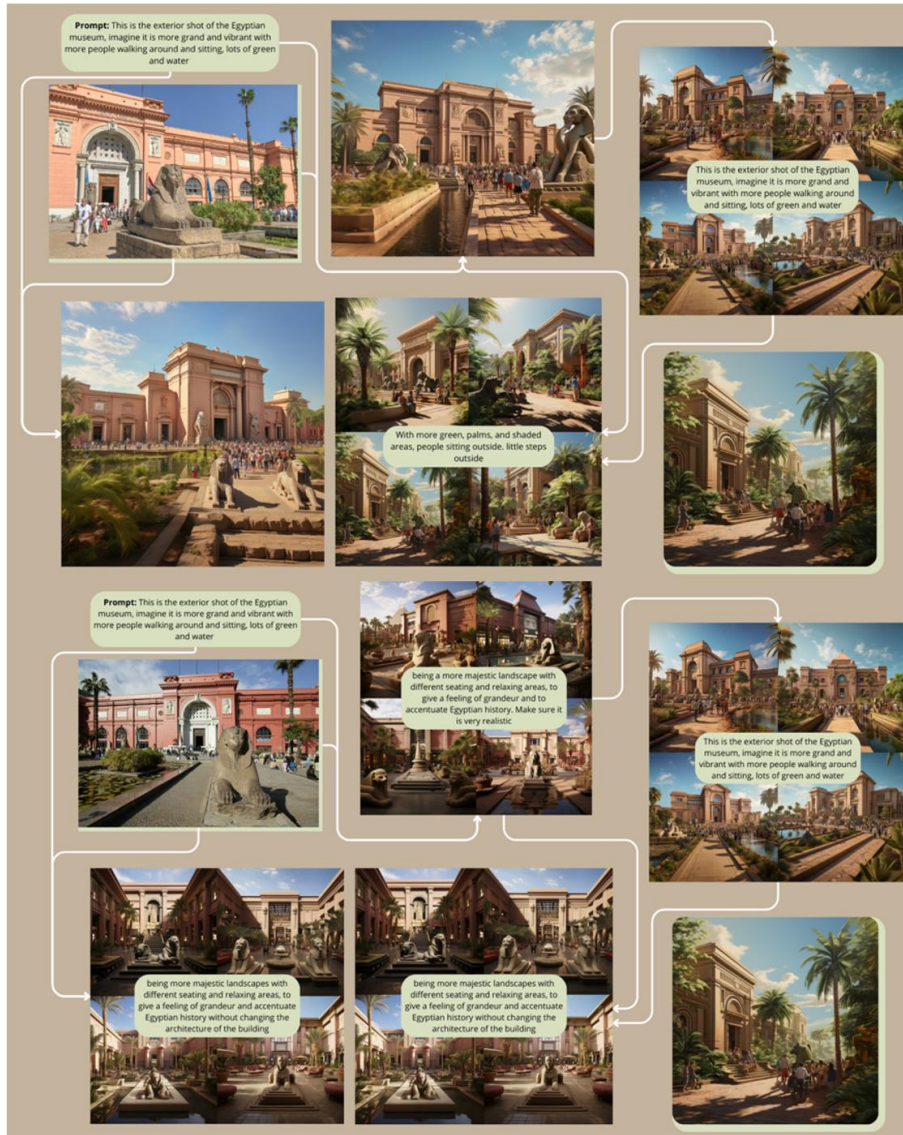 Prompt: This is the exterior shot of the Egyptian
museum, imagine it is more grand and vibrant with
more people walking around and sitting, lots of green
and water
This is the exterior shot of the Egyptian
museum, imagine it is more grand and
vibrant with more people walking around
and sitting, lots of green and water
With more green, palms, and shaded
areas, people sitting outside. little steps
outside
Prompt: This is the exterior shot of the Egyptian
museum, imagine it is more grand and vibrant with
more people walking around and sitting, lots of green
and water
being a more majestic landscape with
different seating and relaxing areas, to
give a feeling of grandeur and to
accentuate Egyptian history. Make sure it
is very realistic
This is the exterior shot of the Egyptian
museum, imagine it is more grand and
vibrant with more people walking around
and sitting, lots of green and water
being more majestic landscapes with
different seating and relaxing areas, to
give a feeling of grandeur and accentuate
Egyptian history without changing the
architecture of the building
being more majestic landscapes with
different seating and relaxing areas, to
give a feeling of grandeur and accentuate
Egyptian history without changing the
architecture of the building